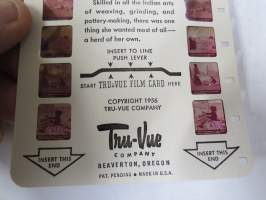 Skilled in all the Indian arts
of weaving, grinding, and
pottery-making, there was one
thing she wanted most of all—
a herd of her own.
INSERT TO LINE
PUSH LEVER
START TRU-VUE FILM CARD HERE
COPYRIGHT 1956
TRU-VUE COMPANY
Tru-Vue
COMPANY
BEAVERTON, OREGON
PAT. PENDING • MADE IN U.S.A.
INSERT THIS
END
INSERT THIS
END